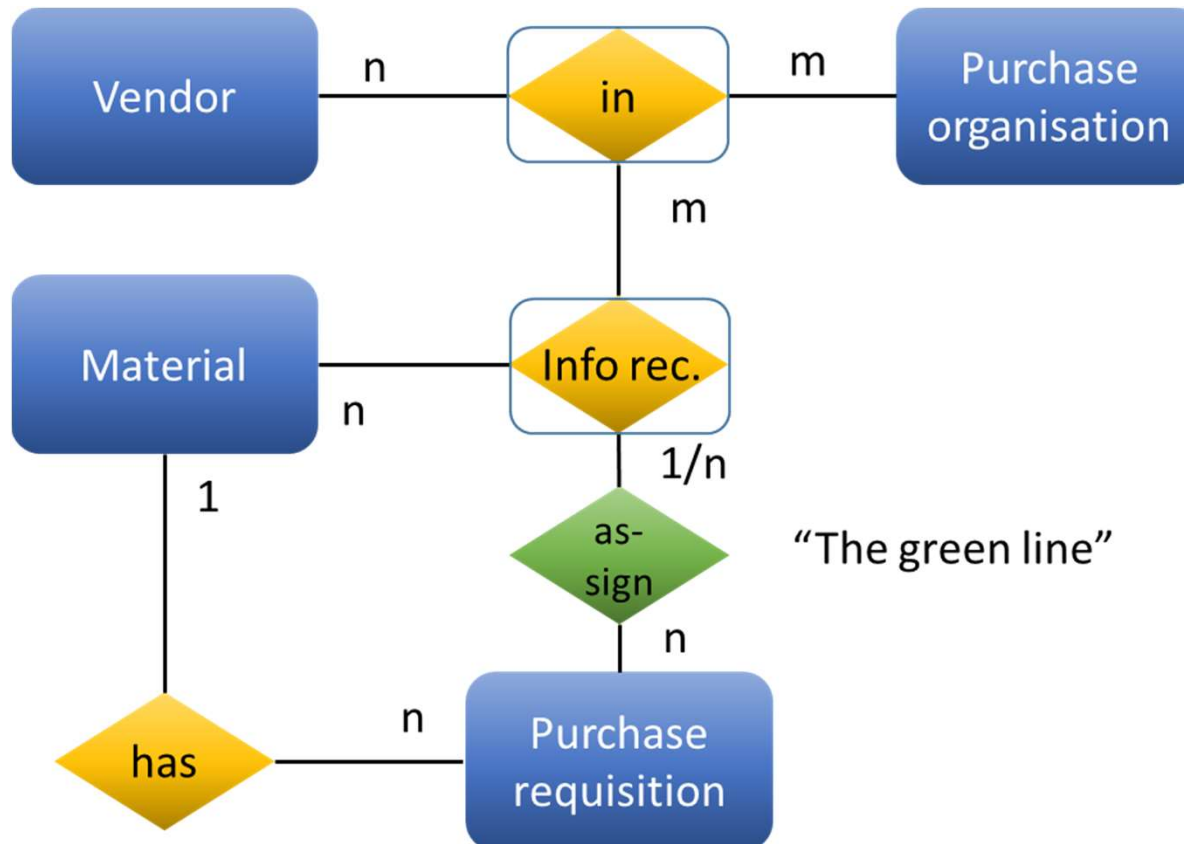 Vendor
n
in
m
Purchase
organisation
m
Material
n
Info rec.
1
1/n
as-
sign
“The green line”
n
has
n
Purchase
requisition